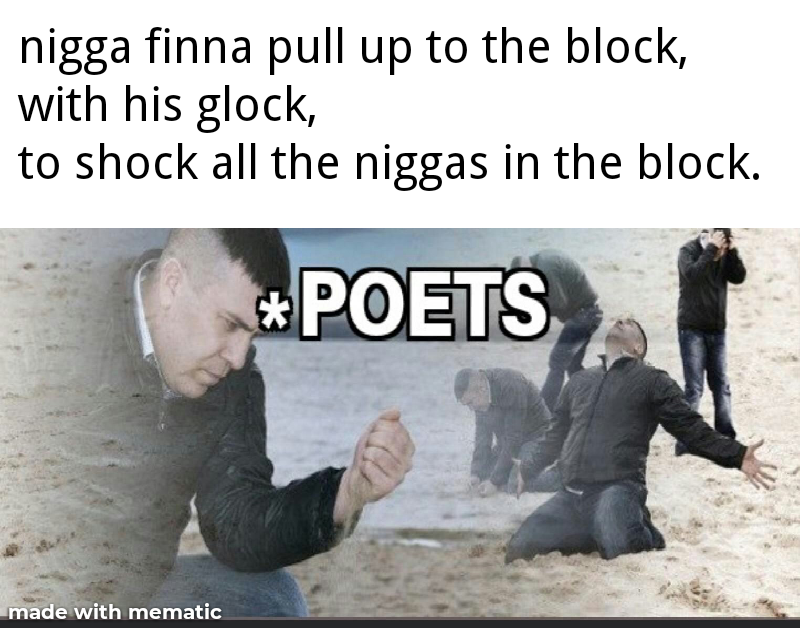 nigga finna pull up to the block,
with his glock,
to shock all the niggas in the block.
*POETS
made with mematic